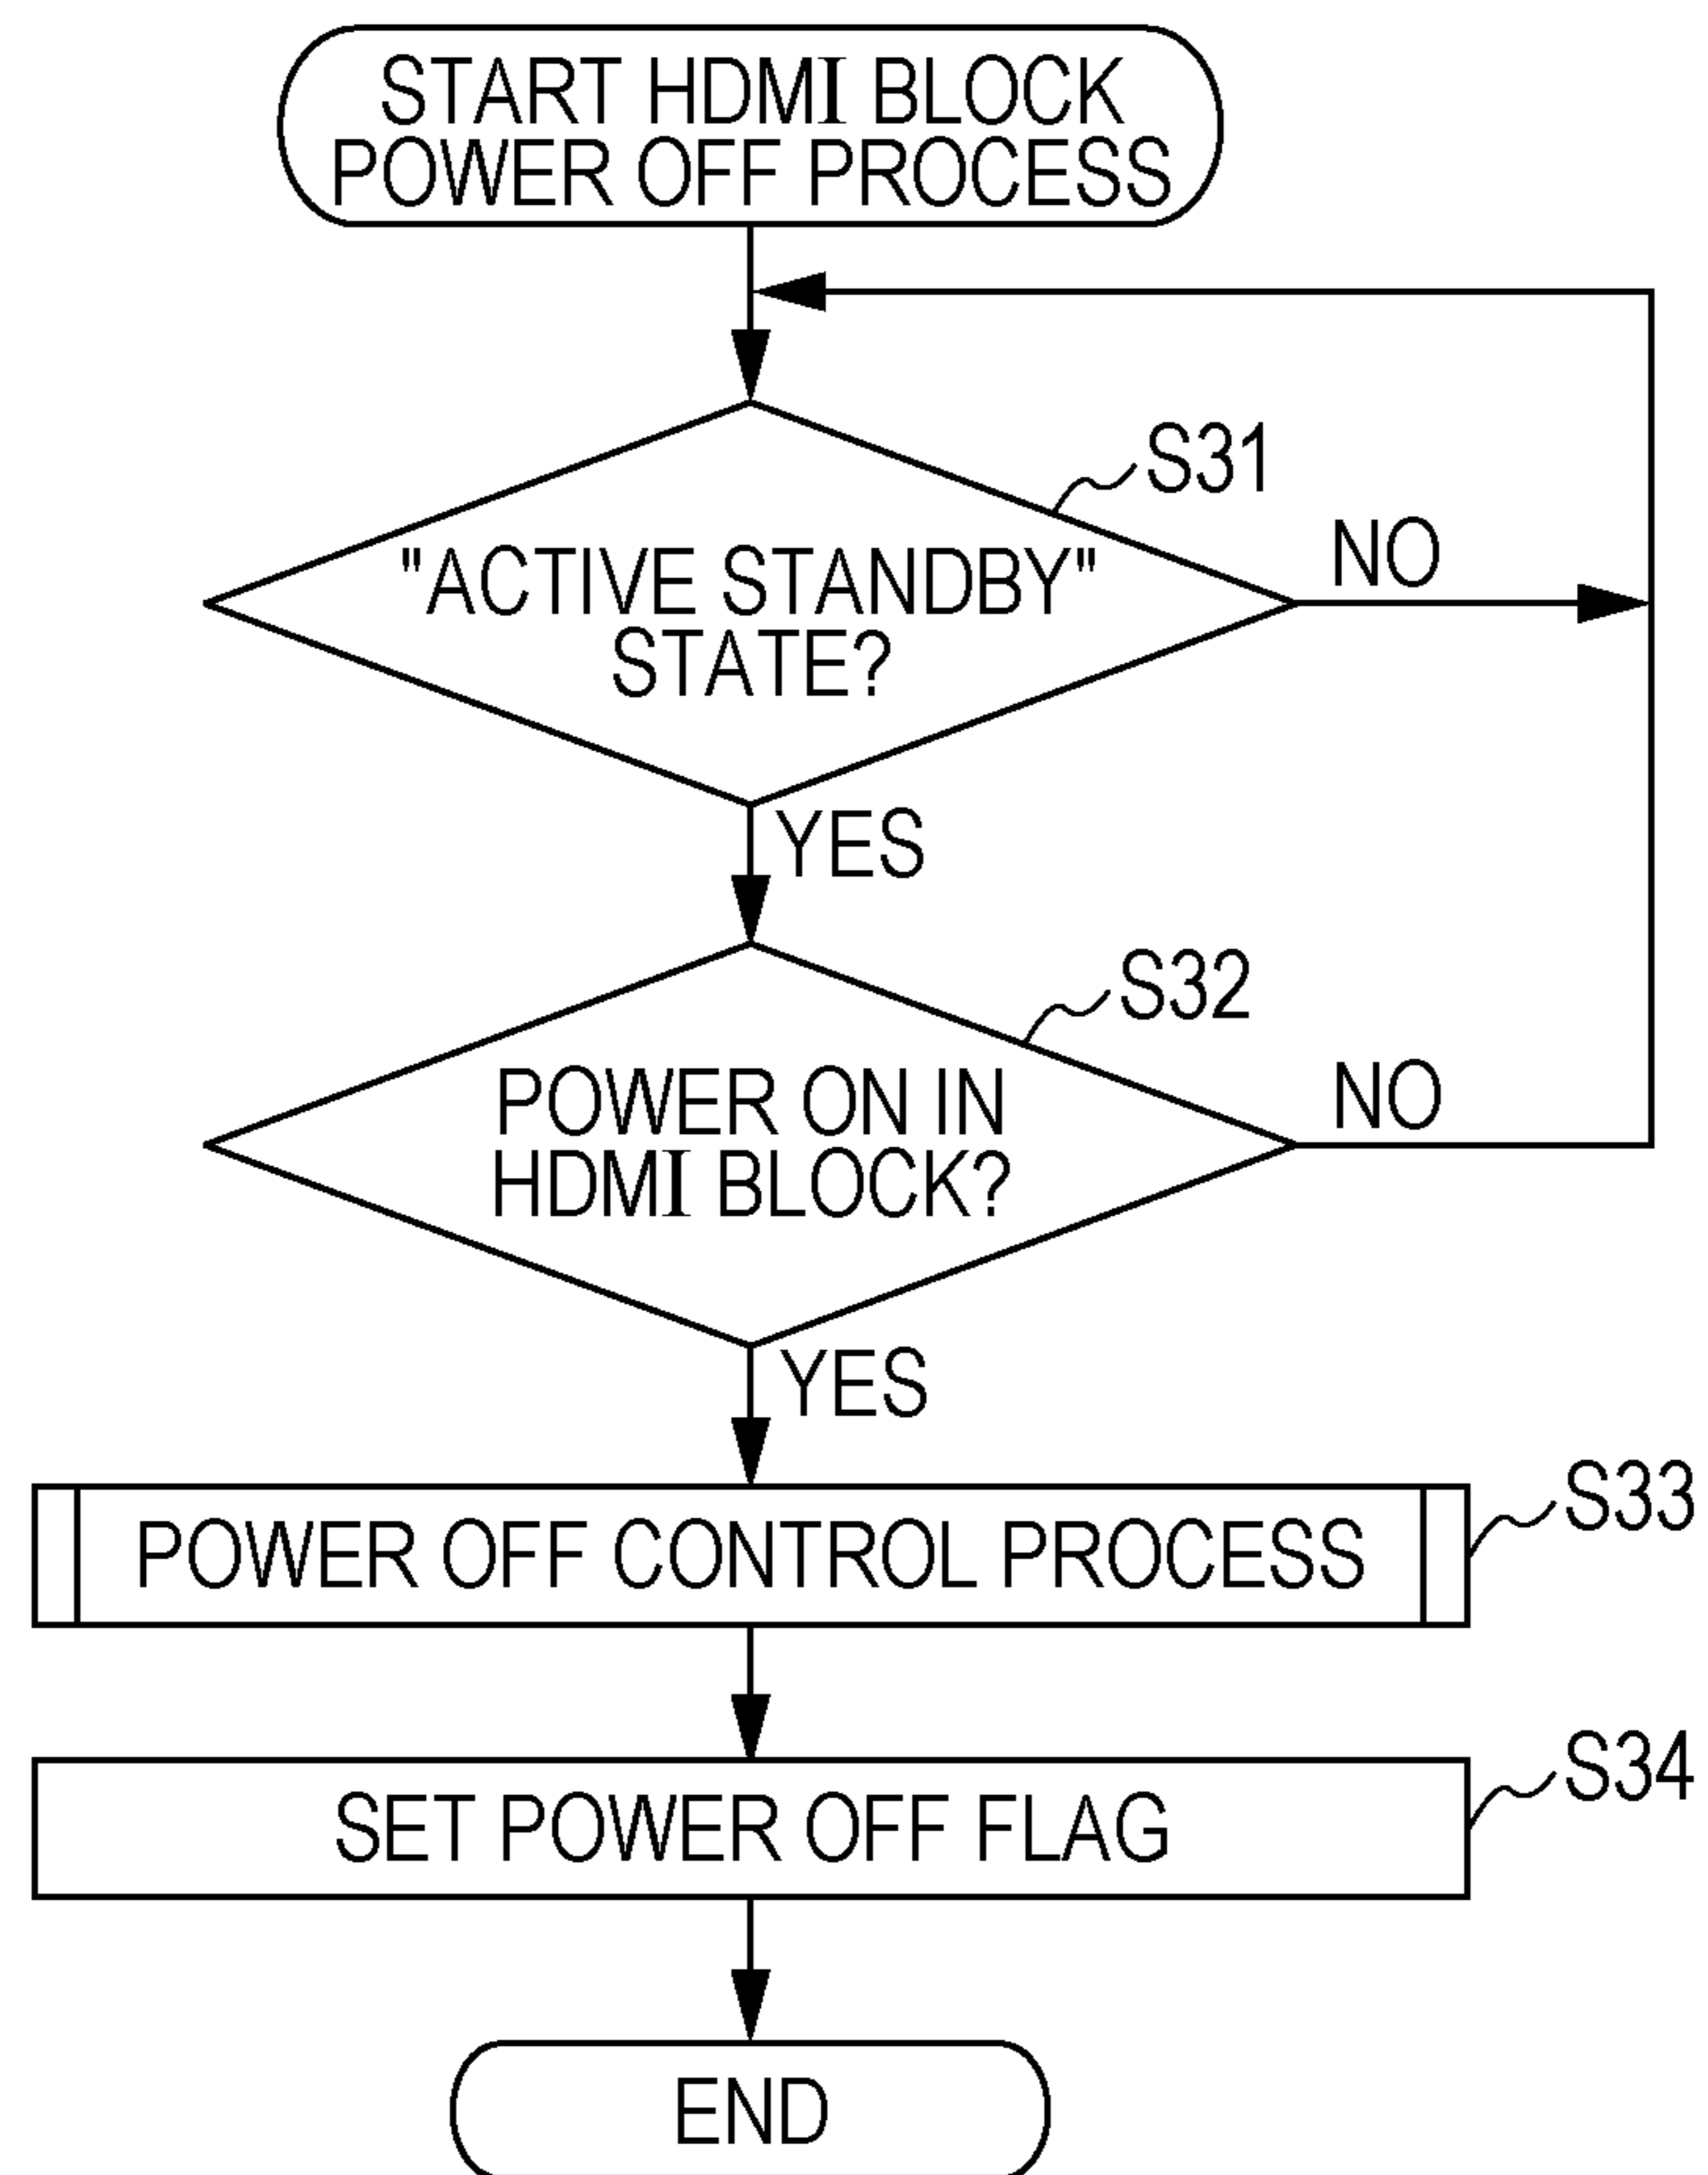 START HDMI BLOCK
POWER OFF PROCESS
S31
"ACTIVE STANDBY"
STATE?
NO
YES
S32
POWER ON IN
HDMI BLOCK?
NO
YES
S33
POWER OFF CONTROL PROCESS
S34
SET POWER OFF FLAG
END